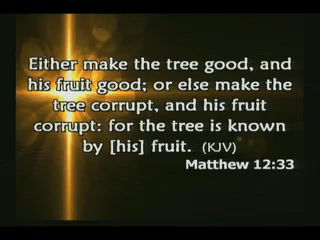 Either make the tree good, and
his fruit good; or else make the
tree corrupt, and his fruit
corrupt: for the tree is known
by [his] fruit. (KJV)
Matthew 12:33